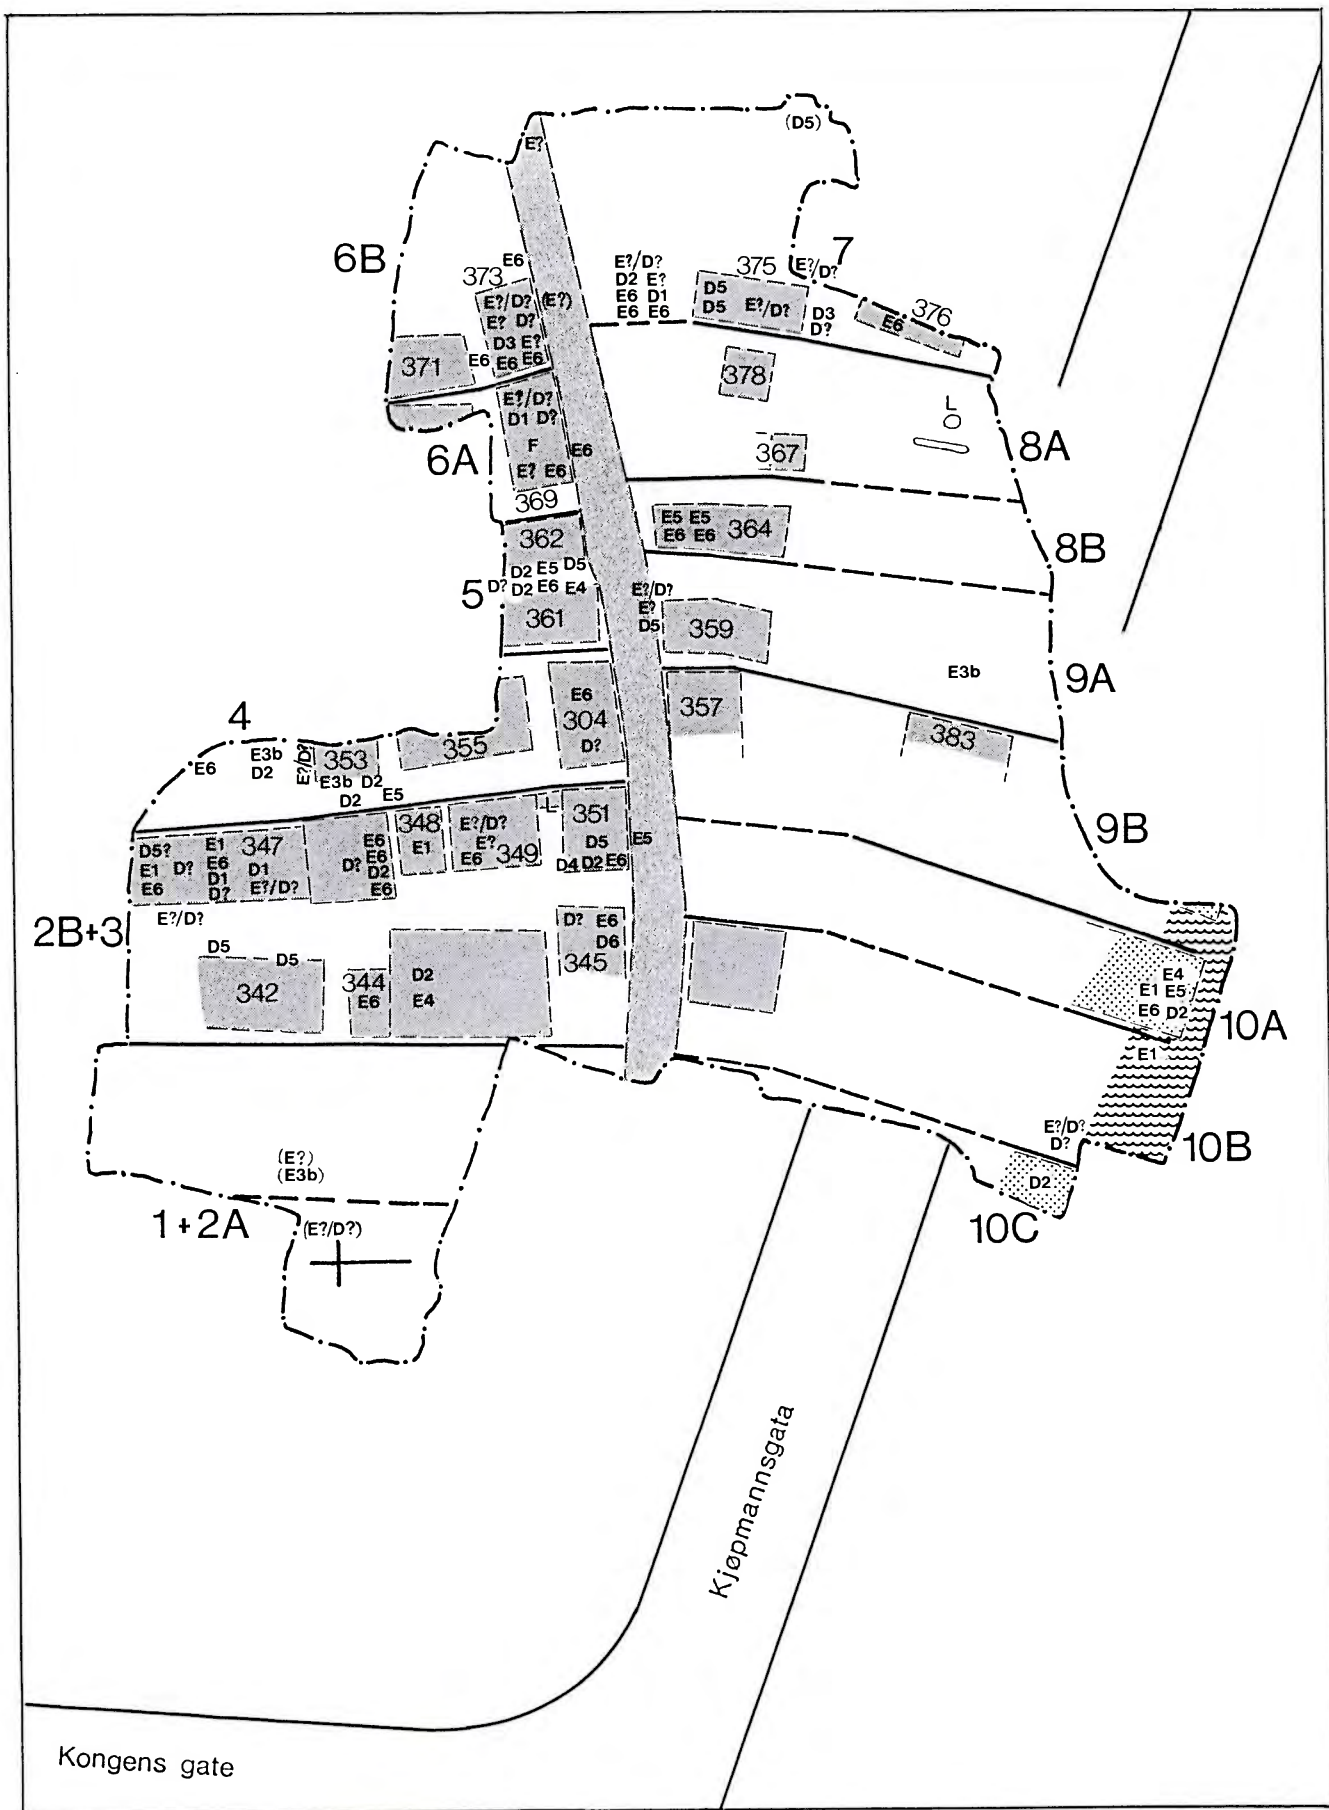 (D5)
E?
7
6B
E6
E?/D?
375
E?/D?
373
D2 E?
D5
376
E?/D?
(E?)
E6 D1
D5 E?/D?
D3
E6
E? D?
E6 E6
D?
D3 E?
371
E6
E6 E6
378
E?/D?
L
D1 D?
8A
6A
F
E6
367
E? E6
369
E5 E5
362
E6 E6 364
8B
D2 E5 D5
5
D?
D2 E6 E4
E?/D?
E?
361
D5
359
E3b
9A
E6
304
357
4
D?
383
E3b
E?/D?
353
355
E6
D2
E3b D2
D2
E5
9B
L
351
348
E?/D?
D5? E1 347
E6
E?
D5
E5
E1 D? E6 D1
D? E6
E1
E6 349
D4 D2 E6
E6 D1 E?/D?
D2
D?
E6
2B+3
E?/D?
D? E6
D5
D5
D6
342
344
D2
345
E4
E6
E4
E1 E5
E6 D2
10A
E1
E?/D?
D?
10B
(E?)
(E3b)
D2
1+2A
(E?/D?)
10C
Kjøpmannsgata
Kongens gate